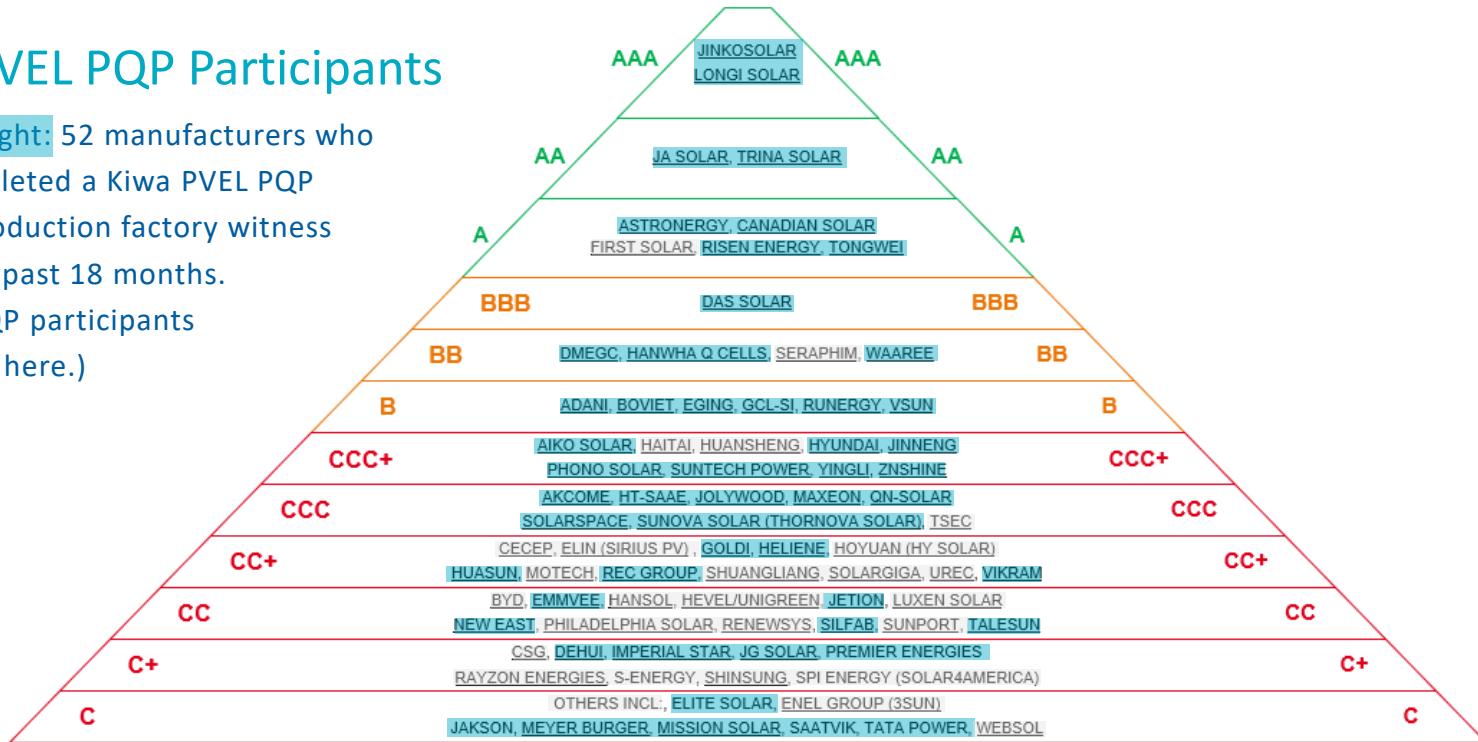 VEL PQP Participants
ght: 52 manufacturers who
leted a Kiwa PVEL PQP
oduction factory witness
past 18 months.
QP participants
here.)
AAA JINKOSOLAR AAA
LONGI SOLAR
AA JA SOLAR, TRINA SOLAR AA
ASTRONERGY, CANADIAN SOLAR
A FIRST SOLAR, RISEN ENERGY, TONGWEI A
BBB DAS SOLAR BBB
BB DMEGC, HANWHA Q CELLS, SERAPHIM, WAAREE BB
B ADANI, BOVIET, EGING, GCL-SI, RUNERGY, VSUN B
AIKO SOLAR, HAITAI, HUANSHENG, HYUNDAI, JINNENG
CCC+ PHONO SOLAR, SUNTECH POWER, YINGLI, ZNSHINE CCC+
AKCOME, HT-SAAE, JOLYWOOD, MAXEON, QN-SOLAR
CCC SOLARSPACE, SUNOVA SOLAR (THORNOVA SOLAR), TSEC CCC
CECEP, ELIN (SIRIUS PV) , GOLDI, HELIENE, HOYUAN (HY SOLAR)
CC+ HUASUN, MOTECH, REC GROUP, SHUANGLIANG, SOLARGIGA, UREC, VIKRAM CC+
BYD, EMMVEE, HANSOL, HEVEL/UNIGREEN, JETION, LUXEN SOLAR
CC NEW EAST, PHILADELPHIA SOLAR, RENEWSYS, SILFAB, SUNPORT, TALESUN CC
CSG, DEHUI, IMPERIAL STAR, JG SOLAR, PREMIER ENERGIES
C+ RAYZON ENERGIES, S-ENERGY, SHINSUNG, SPI ENERGY (SOLAR4AMERICA) C+
OTHERS INCL:, ELITE SOLAR, ENEL GROUP (3SUN)
C JAKSON, MEYER BURGER, MISSION SOLAR, SAATVIK, TATA POWER, WEBSOL C